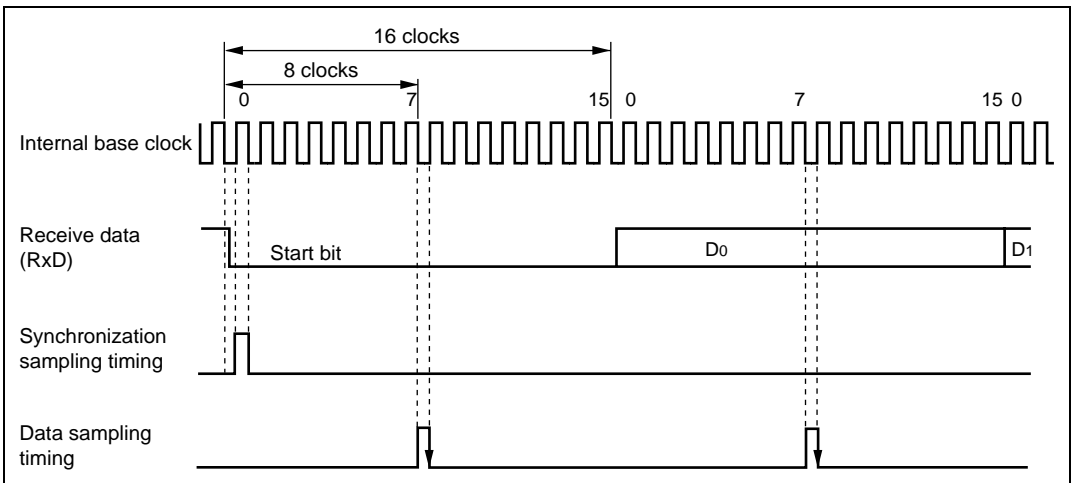 16 clocks
8 clocks
0 7 15 0 7 15 0
Internal base clock
Receive data
(RxD)
Start bit
D0
D1
Synchronization
sampling timing
Data sampling
timing